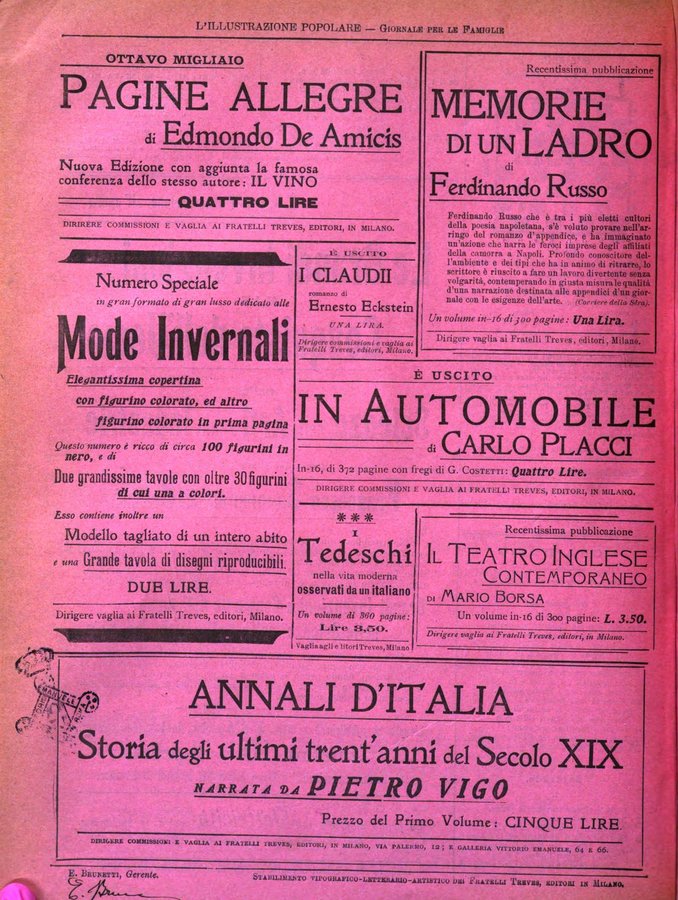 L'ILLUSTRAZIONE POPOLARE — GIORNALE PER LE FAMIGLIE
OTTAVO MIGLIAIO
PAGINE ALLEGRE
di Edmondo De Amicis
Nuova Edizione con aggiunta la famosa
conferenza dello stesso autore: IL VINO
QUATTRO LIRE
DIRIRERE COMMISSIONI E VAGLIA AI FRATELLI TREVES, EDITORI, IN MILANO.
Recentissima pubblicazione
MEMORIE
DI UN LADRO
di
Ferdinando Russo
Ferdinando Russo che è tra i più eletti cultori
della poesia napoletana, s'è voluto provare nell'ar-
ringo del romanzo d'appendice, e ha immaginato
un'azione che narra le feroci imprese degli affiliati
della camorra a Napoli. Profondo conoscitore del-
l'ambiente e dei tipi che ha in animo di ritrarre, lo
scrittore è riuscito a fare un lavoro divertente senza
volgarità, contemperando in giusta misura le qualità
d'una narrazione destinata alle appendici d'un gior-
nale con le esigenze dell'arte. (Corriere della Sera).
Un volume in-16 di 300 pagine: Una Lira.
Dirigere vaglia ai Fratelli Treves, editori, Milano.
Numero Speciale
in gran formato di gran lusso dedicato alle
Mode Invernali
Elegantissima copertina
con figurino colorato, ed altro
figurino colorato in prima pagina
Questo numero è ricco di circa 100 figurini in
nero, e di
Due grandissime tavole con oltre 30 figurini
di cui una a colori.
Esso contiene inoltre un
Modello tagliato di un intero abito
e una Grande tavola di disegni riproducibili.
DUE LIRE.
Dirigere vaglia ai Fratelli Treves, editori, Milano.
È USCITO
I CLAUDII
romanzo di
Ernesto Eckstein
UNA LIRA.
Dirigere commissioni e vaglia ai
Fratelli Treves, editori, Milano.
È USCITO
IN AUTOMOBILE
di CARLO PLACCI
In-16, di 372 pagine con fregi di G. COSTETTI: Quattro Lire.
DIRIGERE COMMISSIONI E VAGLIA AI FRATELLI TREVES, EDITORI, IN MILANO.
* * *
I
Tedeschi
nella vita moderna
osservati da un italiano
Un volume di 360 pagine:
Lire 3,50.
Vaglia agli editori Treves, Milano
Recentissima pubblicazione
IL TEATRO INGLESE
CONTEMPORANEO
DI MARIO BORSA
Un volume in-16 di 300 pagine: L. 3.50.
Dirigere vaglia ai Fratelli Treves, editori, in Milano.
ANNALI D'ITALIA
Storia degli ultimi trent'anni del Secolo XIX
NARRATA DA PIETRO VIGO
Prezzo del Primo Volume: CINQUE LIRE.
DIRIGERE COMMISSIONI E VAGLIA AI FRATELLI TREVES, EDITORI, IN MILANO, VIA PALERMO, 12; E GALLERIA VITTORIO EMANUELE, 64 E 66.
E. BRUNETTI, Gerente.
STABILIMENTO TIPOGRAFICO-LETTERARIO-ARTISTICO DEI FRATELLI TREVES, EDITORI IN MILANO.